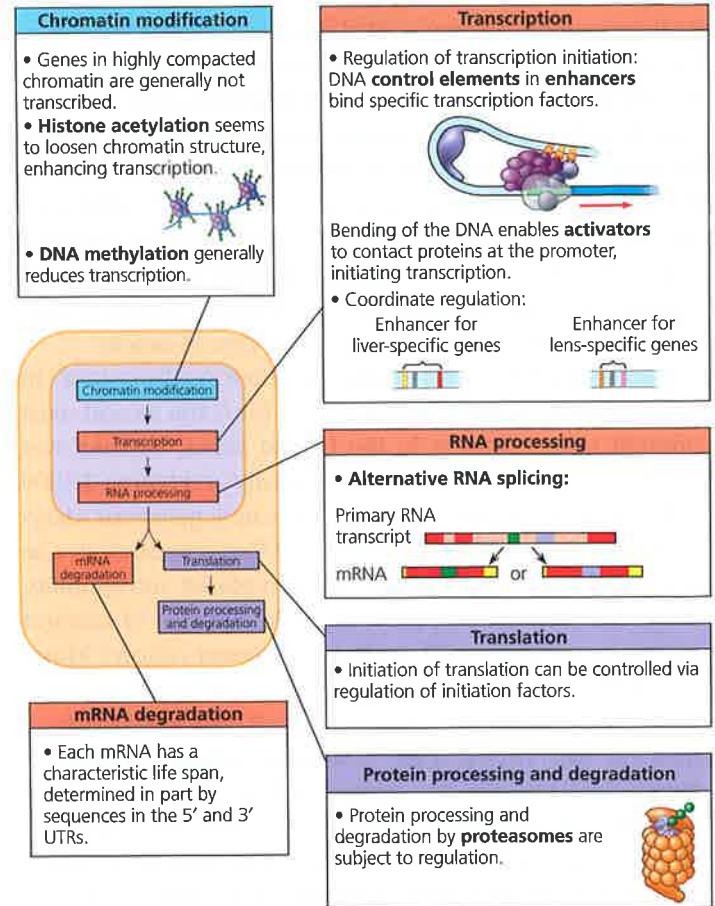 Chromatin modification
• Genes in highly compacted
chromatin are generally not
transcribed.
• Histone acetylation seems
to loosen chromatin structure,
enhancing transcription.
• DNA methylation generally
reduces transcription.
Transcription
• Regulation of transcription initiation:
DNA control elements in enhancers
bind specific transcription factors.
Bending of the DNA enables activators
to contact proteins at the promoter,
initiating transcription.
• Coordinate regulation:
Enhancer for
liver-specific genes
Enhancer for
lens-specific genes
Chromatin modification
Transcription
RNA processing
mRNA
degradation
Translation
Protein processing
and degradation
RNA processing
• Alternative RNA splicing:
Primary RNA
transcript
mRNA or
Translation
• Initiation of translation can be controlled via
regulation of initiation factors.
mRNA degradation
• Each mRNA has a
characteristic life span,
determined in part by
sequences in the 5′ and 3′
UTRs.
Protein processing and degradation
• Protein processing and
degradation by proteasomes are
subject to regulation.